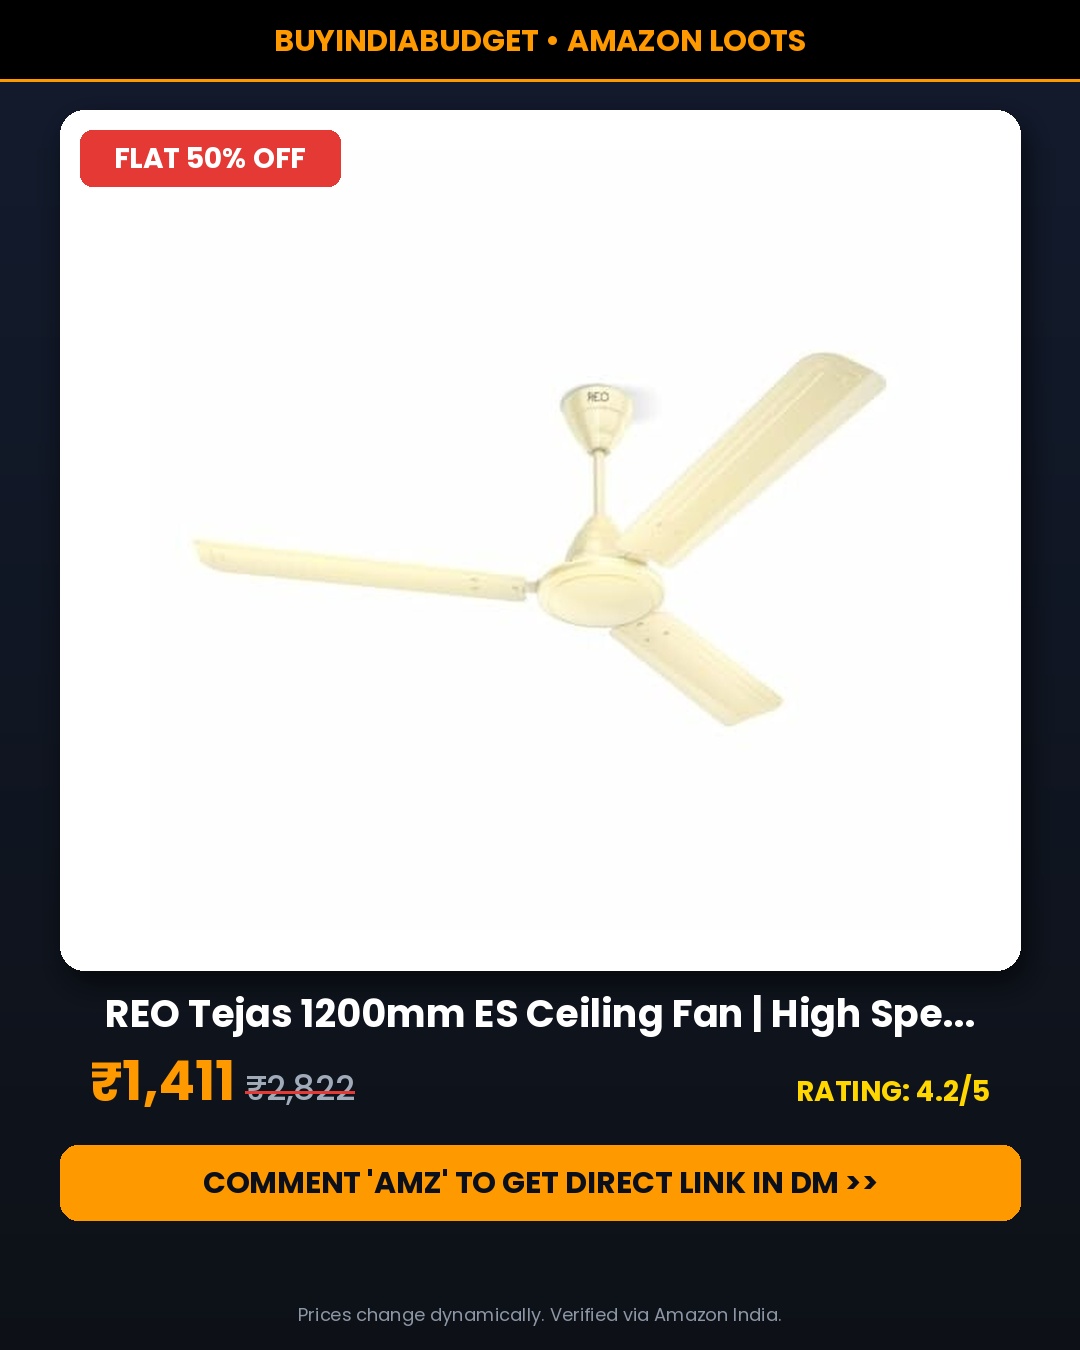 BUYINDIABUDGET • AMAZON LOOTS
FLAT 50% OFF
REO
REO Tejas 1200mm ES Ceiling Fan | High Spe...
₹1,411 ₹2,822
RATING: 4.2/5
COMMENT 'AMZ' TO GET DIRECT LINK IN DM >>
Prices change dynamically. Verified via Amazon India.